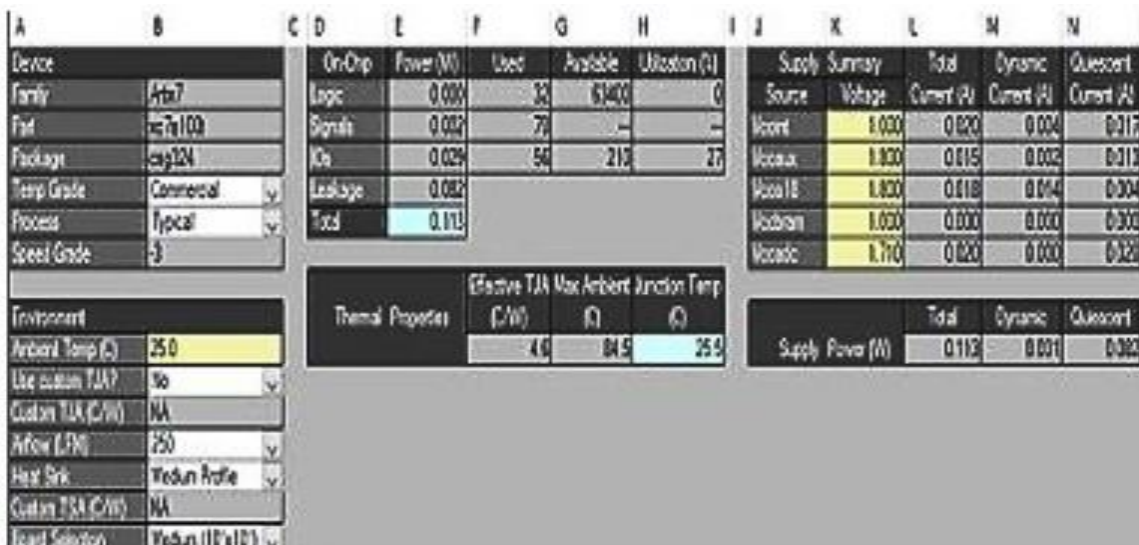 A B C D E F G H I J K L M N
Device
Family Artix7
Part xc7a100t
Package csg324
Temp Grade Commercial
Process Typical
Speed Grade -3
Environment
Ambient Temp (C) 25.0
Use custom TJA? No
Custom TJA (C/W) NA
Airflow (LFM) 250
Heat Sink Medium Profile
Custom TSA (C/W) NA
Board Selection Medium (10"x10")
On-Chip Power (W) Used Available Utilization (%)
Logic 0.000 32 63400 0
Signals 0.002 79 --- ---
IOs 0.029 56 210 27
Leakage 0.082
Total 0.113
Thermal Properties
Effective TJA Max Ambient Junction Temp
(C/W) (C) (C)
4.6 84.5 25.5
Supply Summary Total Dynamic Quiescent
Source Voltage Current (A) Current (A) Current (A)
Vccint 1.000 0.020 0.004 0.017
Vccaux 1.800 0.015 0.002 0.013
Vcco18 1.800 0.018 0.014 0.004
Vccbram 1.000 0.000 0.000 0.000
Vccadc 1.710 0.020 0.000 0.020
Total Dynamic Quiescent
Supply Power (W) 0.113 0.031 0.082